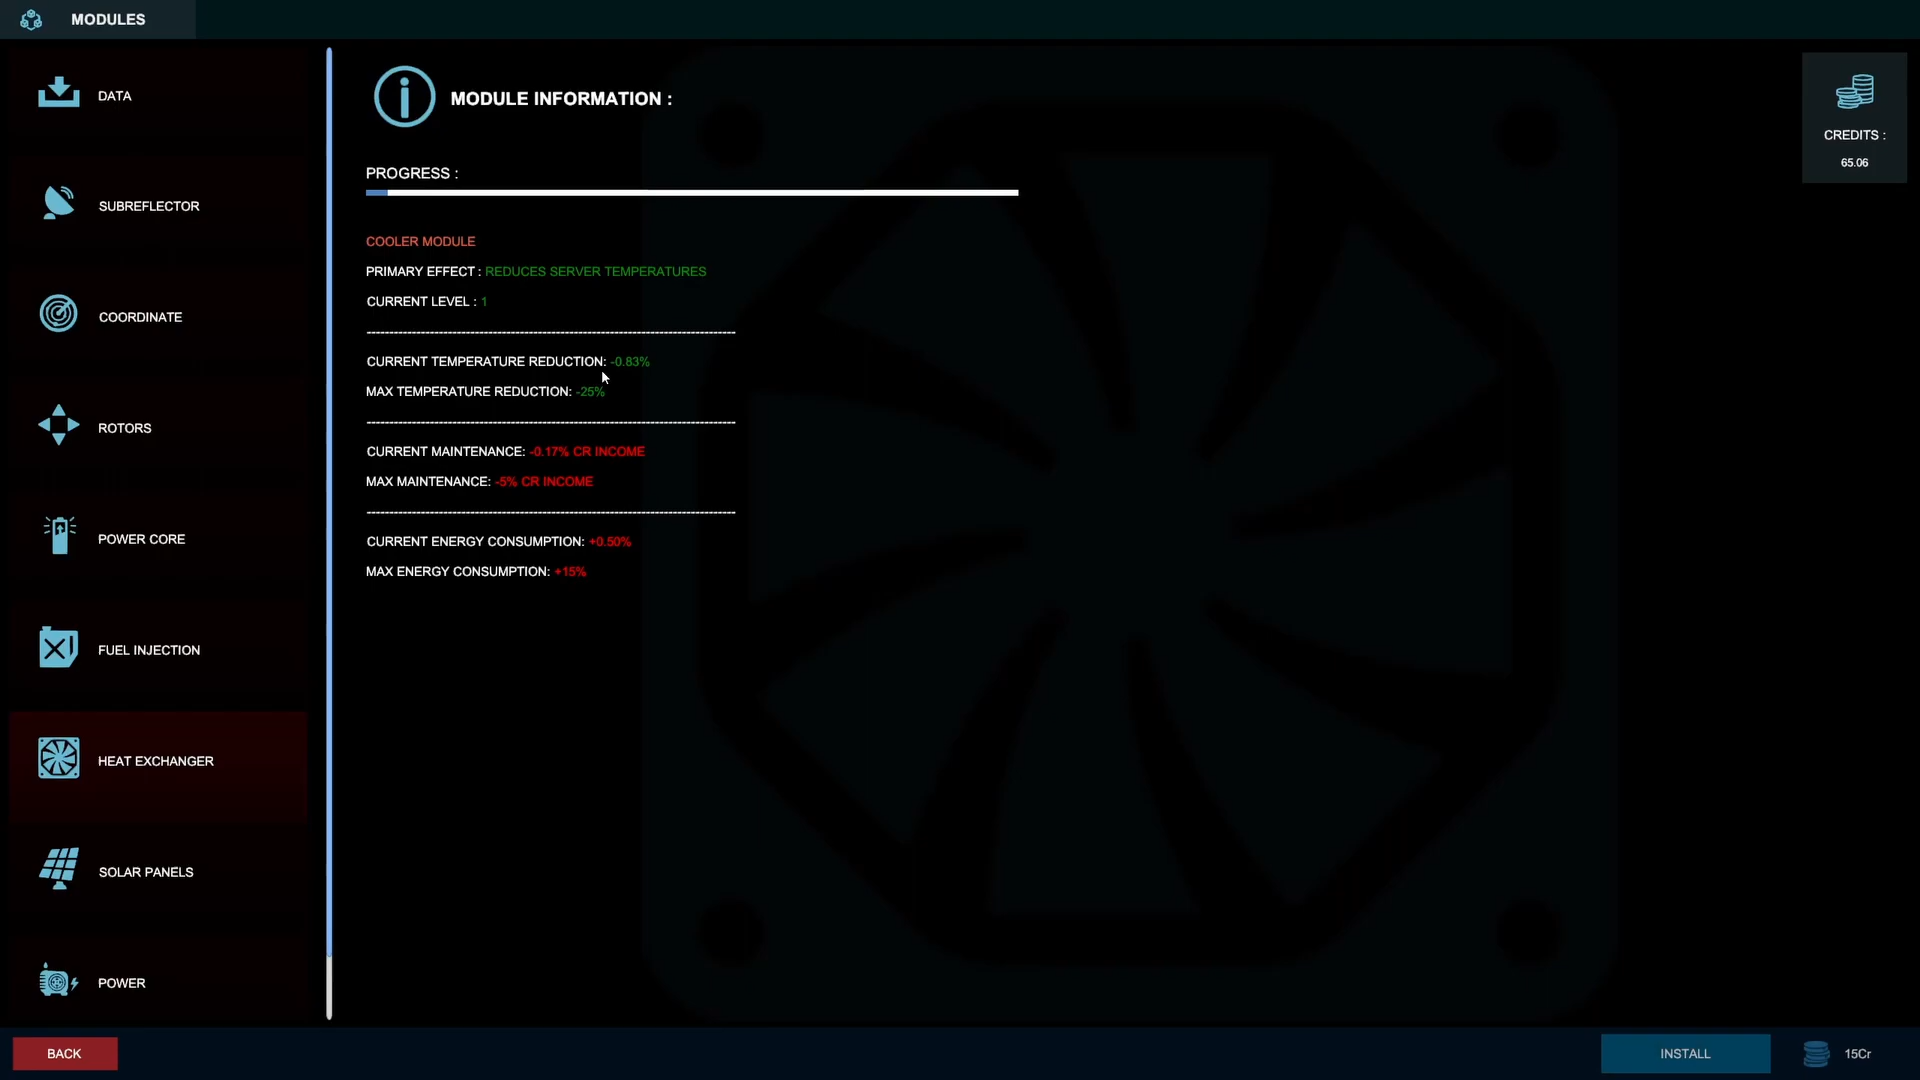 MODULES
DATA
SUBREFLECTOR
COORDINATE
ROTORS
POWER CORE
FUEL INJECTION
HEAT EXCHANGER
SOLAR PANELS
POWER
MODULE INFORMATION :
PROGRESS :
COOLER MODULE
PRIMARY EFFECT : REDUCES SERVER TEMPERATURES
CURRENT LEVEL : 1
CURRENT TEMPERATURE REDUCTION: -0.83%
MAX TEMPERATURE REDUCTION: -25%
CURRENT MAINTENANCE: -0.17% CR INCOME
MAX MAINTENANCE: -5% CR INCOME
CURRENT ENERGY CONSUMPTION: +0.50%
MAX ENERGY CONSUMPTION: +15%
CREDITS :
65.06
BACK
INSTALL
15Cr